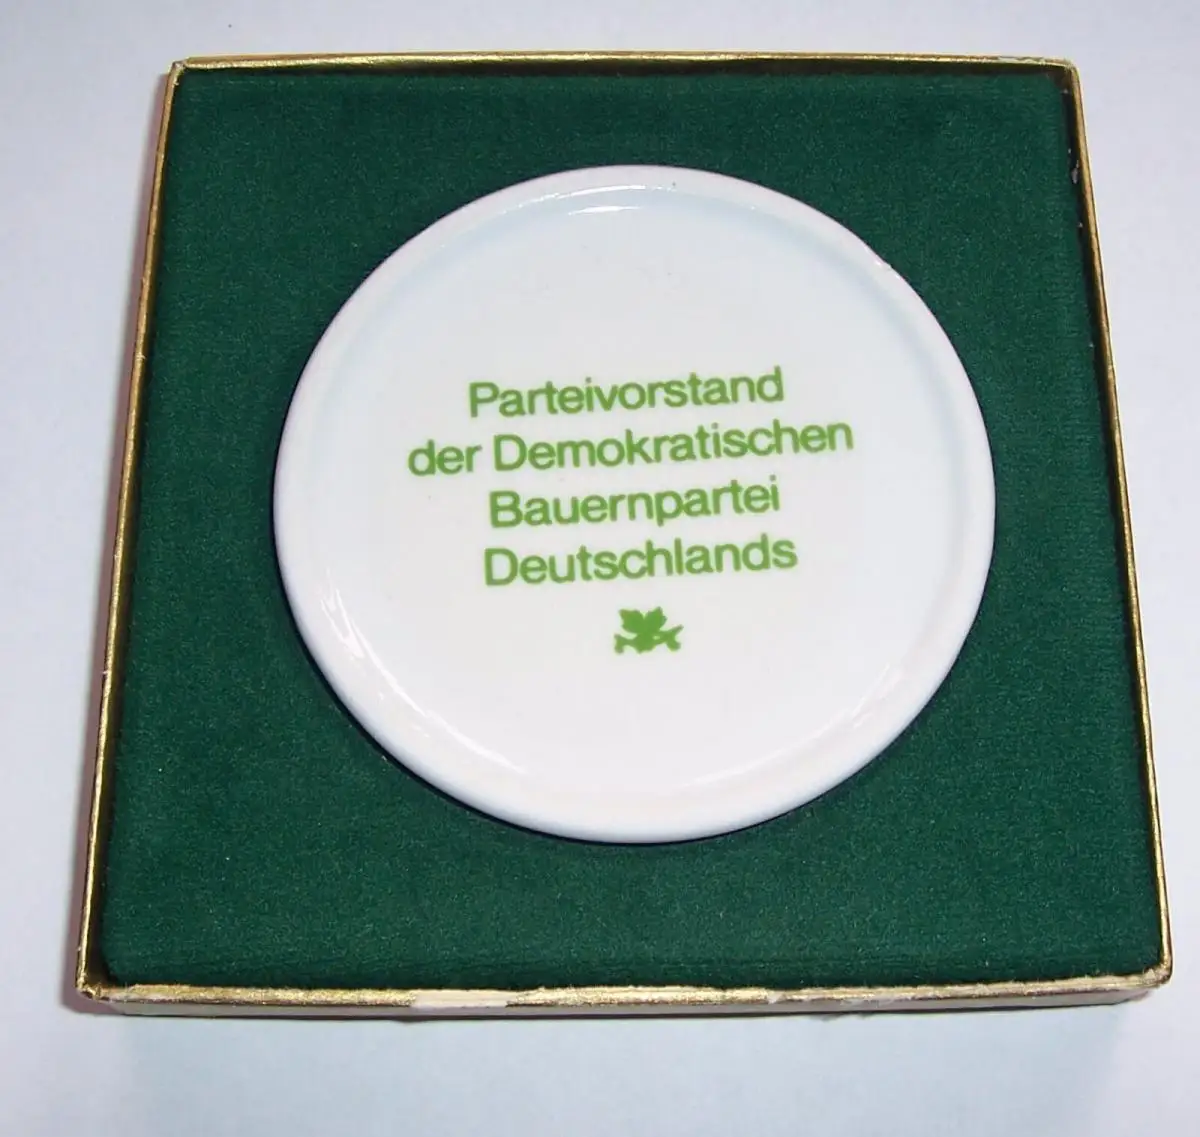 Parteivorstand
der Demokratischen
Bauernpartei
Deutschlands